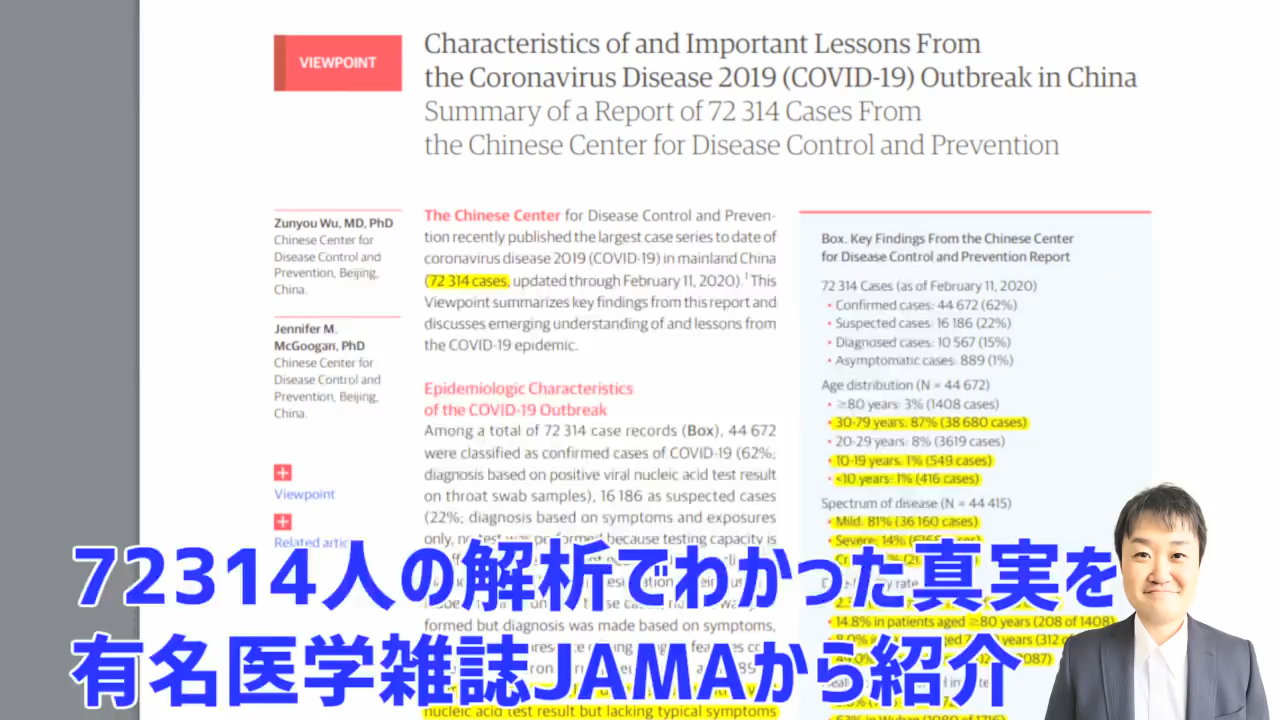 VIEWPOINT
Characteristics of and Important Lessons From
the Coronavirus Disease 2019 (COVID-19) Outbreak in China
Summary of a Report of 72 314 Cases From
the Chinese Center for Disease Control and Prevention
Zunyou Wu, MD, PhD
Chinese Center for
Disease Control and
Prevention, Beijing,
China.
Jennifer M.
McGoogan, PhD
Chinese Center for
Disease Control and
Prevention, Beijing,
China.
Viewpoint
Related
The Chinese Center for Disease Control and Preven-
tion recently published the largest case series to date of
coronavirus disease 2019 (COVID-19) in mainland China
(72 314 cases, updated through February 11, 2020).1 This
Viewpoint summarizes key findings from this report and
discusses emerging understanding of and lessons from
the COVID-19 epidemic.
Epidemiologic Characteristics
of the COVID-19 Outbreak
Among a total of 72 314 case records (Box), 44 672
were classified as confirmed cases of COVID-19 (62%;
diagnosis based on positive viral nucleic acid test result
on throat swab samples), 16 186 as suspected cases
(22%; diagnosis based on symptoms and exposures
only, no test was performed because testing capacity is
formed but diagnosis was made based on symptoms,
nucleic acid test result but lacking typical symptoms
Box. Key Findings From the Chinese Center
for Disease Control and Prevention Report
72 314 Cases (as of February 11, 2020)
• Confirmed cases: 44 672 (62%)
• Suspected cases: 16 186 (22%)
• Diagnosed cases: 10 567 (15%)
• Asymptomatic cases: 889 (1%)
Age distribution (N = 44 672)
• ≥80 years: 3% (1408 cases)
• 30-79 years: 87% (38 680 cases)
• 20-29 years: 8% (3619 cases)
• 10-19 years: 1% (549 cases)
• <10 years: 1% (416 cases)
Spectrum of disease (N = 44 415)
• Mild: 81% (36 160 cases)
• Severe: 14%
14.8% in patients aged ≥80 years (208 of 1408)
72314人の解析でわかった真実を
有名医学雑誌JAMAから紹介